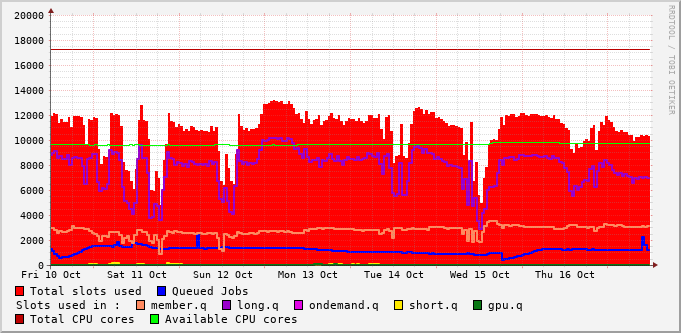 20000
18000
16000
14000
12000
10000
8000
6000
4000
2000
0
Fri 10 Oct Sat 11 Oct Sun 12 Oct Mon 13 Oct Tue 14 Oct Wed 15 Oct Thu 16 Oct
Total slots used Queued Jobs
Slots used in : member.q long.q ondemand.q short.q gpu.q
Total CPU cores Available CPU cores
RRDTOOL / TOBI OETIKER